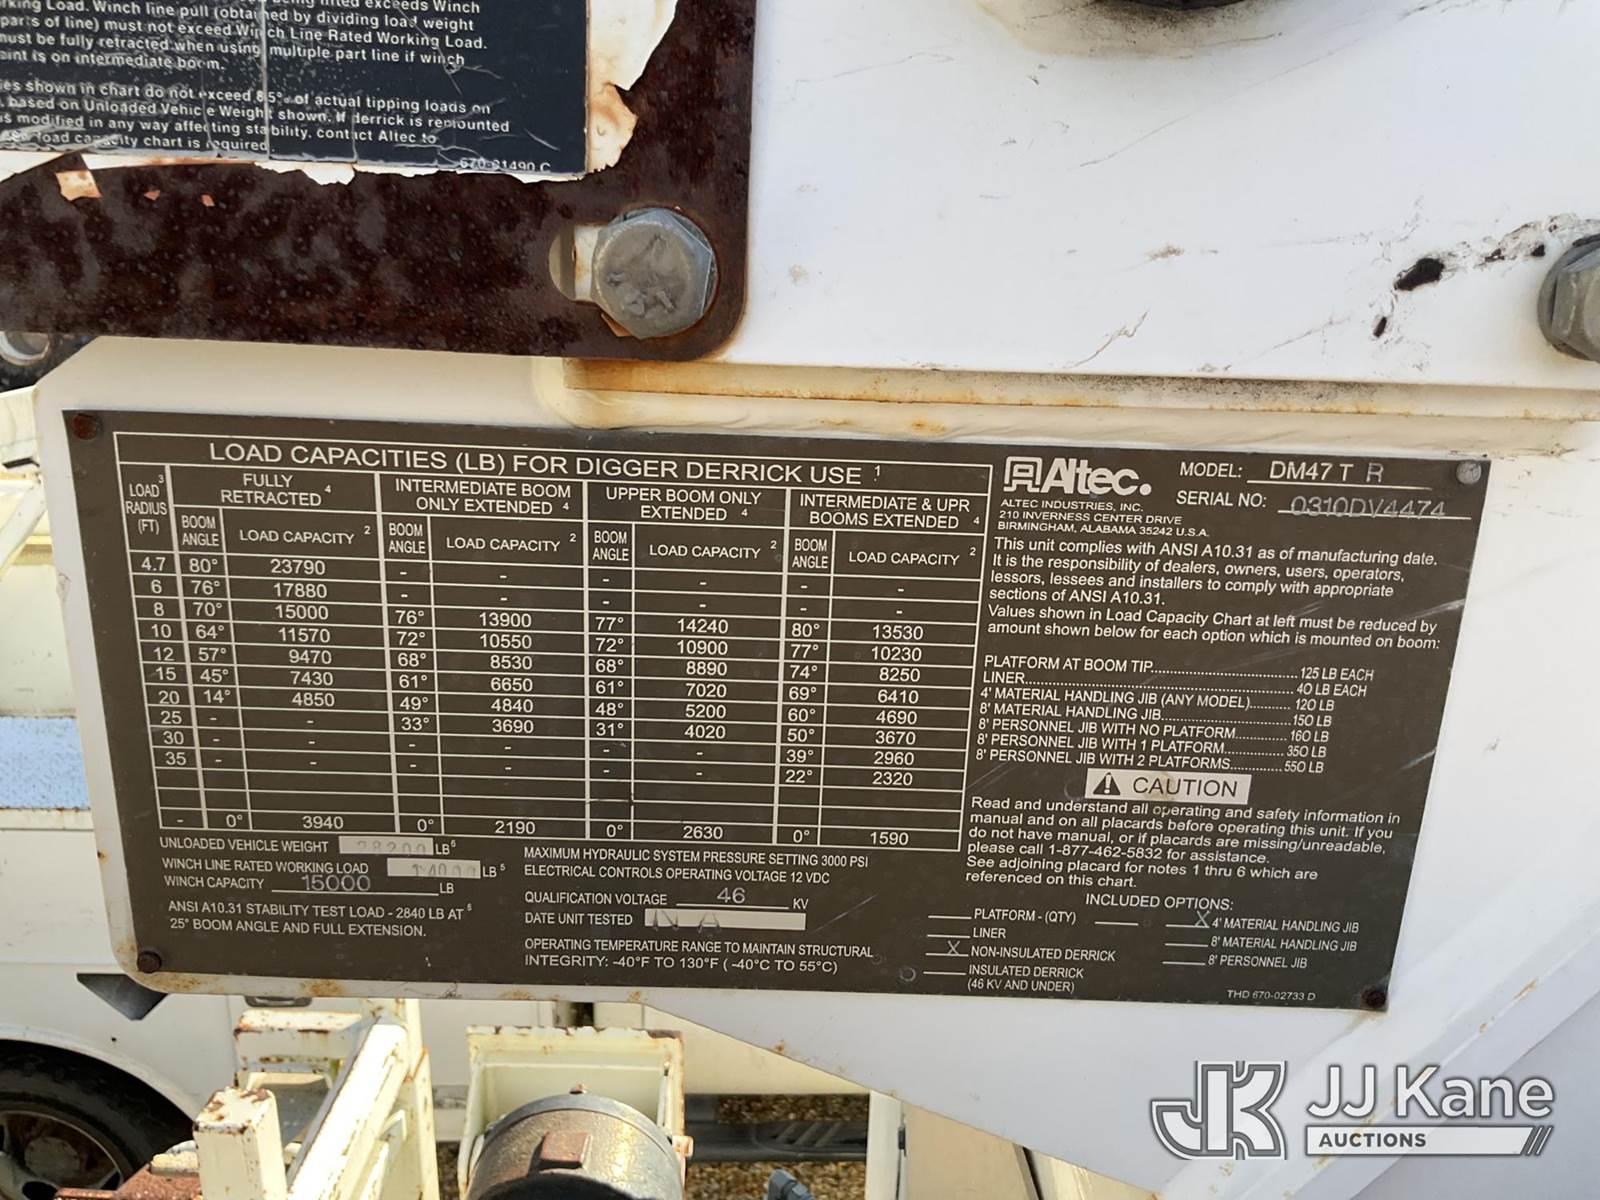 being lifted exceeds Winch
Working Load. Winch line pull (obtained by dividing load weight
parts of line) must not exceed Winch Line Rated Working Load.
must be fully retracted when using multiple part line if winch
point is on intermediate boom.
shown in chart do not exceed 85% of actual tipping loads on
based on Unloaded Vehicle Weight shown. If derrick is remounted
modified in any way affecting stability, contact Altec to
load capacity chart is required.
670-81490 C
LOAD CAPACITIES (LB) FOR DIGGER DERRICK USE 1
LOAD RADIUS (FT) 3
FULLY RETRACTED 4
INTERMEDIATE BOOM ONLY EXTENDED 4
UPPER BOOM ONLY EXTENDED 4
INTERMEDIATE & UPR BOOMS EXTENDED 4
BOOM ANGLE LOAD CAPACITY 2 BOOM ANGLE LOAD CAPACITY 2 BOOM ANGLE LOAD CAPACITY 2 BOOM ANGLE LOAD CAPACITY 2
4.7 80° 23790 - - - - - -
6 76° 17880 - - - - - -
8 70° 15000 76° 13900 77° 14240 80° 13530
10 64° 11570 72° 10550 72° 10900 77° 10230
12 57° 9470 68° 8530 68° 8890 74° 8250
15 45° 7430 61° 6650 61° 7020 69° 6410
20 14° 4850 49° 4840 48° 5200 60° 4690
25 - - 33° 3690 31° 4020 50° 3670
30 - - - - - - 39° 2960
35 - - - - - - 22° 2320
- 0° 3940 0° 2190 0° 2630 0° 1590
UNLOADED VEHICLE WEIGHT 28200 LB 6
WINCH LINE RATED WORKING LOAD 14000 LB 5
WINCH CAPACITY 15000 LB
ANSI A10.31 STABILITY TEST LOAD - 2840 LB AT 6
25° BOOM ANGLE AND FULL EXTENSION.
MAXIMUM HYDRAULIC SYSTEM PRESSURE SETTING 3000 PSI
ELECTRICAL CONTROLS OPERATING VOLTAGE 12 VDC
QUALIFICATION VOLTAGE 46 KV
DATE UNIT TESTED N A
OPERATING TEMPERATURE RANGE TO MAINTAIN STRUCTURAL
INTEGRITY: -40°F TO 130°F ( -40°C TO 55°C)
Altec.
MODEL: DM47 T R
SERIAL NO: 0310DV4474
ALTEC INDUSTRIES, INC.
210 INVERNESS CENTER DRIVE
BIRMINGHAM, ALABAMA 35242 U.S.A.
This unit complies with ANSI A10.31 as of manufacturing date.
It is the responsibility of dealers, owners, users, operators,
lessors, lessees and installers to comply with appropriate
sections of ANSI A10.31.
Values shown in Load Capacity Chart at left must be reduced by
amount shown below for each option which is mounted on boom:
PLATFORM AT BOOM TIP.......125 LB EACH
LINER.......40 LB EACH
4' MATERIAL HANDLING JIB (ANY MODEL).......120 LB
8' MATERIAL HANDLING JIB.......150 LB
8' PERSONNEL JIB WITH NO PLATFORM.......160 LB
8' PERSONNEL JIB WITH 1 PLATFORM.......350 LB
8' PERSONNEL JIB WITH 2 PLATFORMS.......550 LB
CAUTION
Read and understand all operating and safety information in
manual and on all placards before operating this unit. If you
do not have manual, or if placards are missing/unreadable,
please call 1-877-462-5832 for assistance.
See adjoining placard for notes 1 thru 6 which are
referenced on this chart.
INCLUDED OPTIONS:
PLATFORM - (QTY)
LINER
X NON-INSULATED DERRICK
INSULATED DERRICK
(46 KV AND UNDER)
X 4' MATERIAL HANDLING JIB
8' MATERIAL HANDLING JIB
8' PERSONNEL JIB
THD 670-02733 D
JK JJ Kane
AUCTIONS